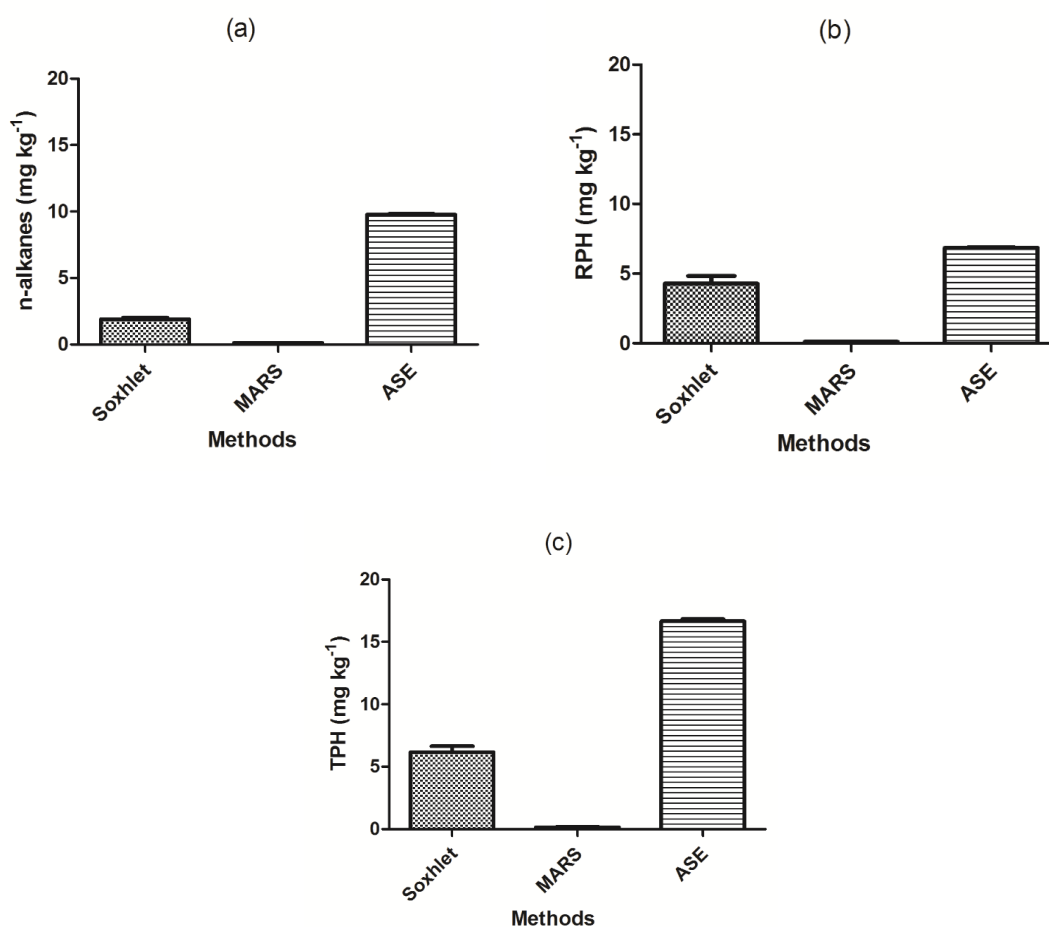 (a)
n-alkanes (mg kg⁻¹)
20
15
10
5
0
Soxhlet
MARS
ASE
Methods
(b)
RPH (mg kg⁻¹)
20
15
10
5
0
Soxhlet
MARS
ASE
Methods
(c)
TPH (mg kg⁻¹)
20
15
10
5
0
Soxhlet
MARS
ASE
Methods